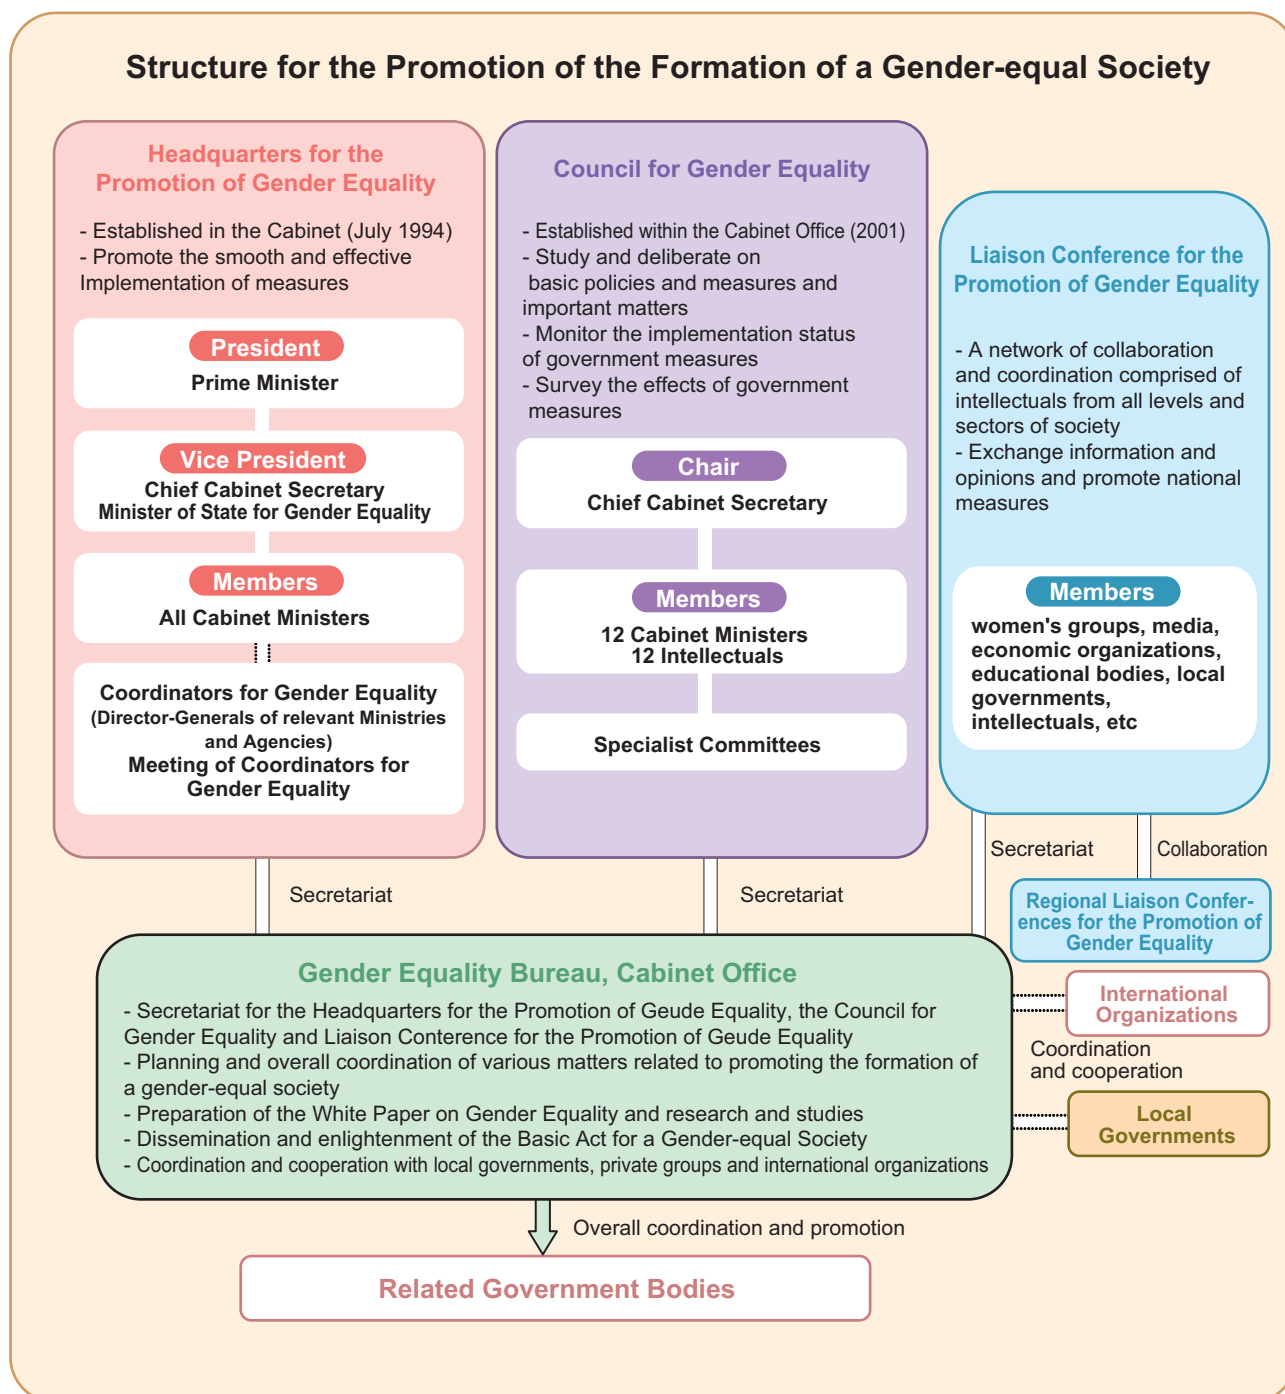 Structure for the Promotion of the Formation of a Gender-equal Society
Headquarters for the
Promotion of Gender Equality
- Established in the Cabinet (July 1994)
- Promote the smooth and effective
Implementation of measures
President
Prime Minister
Vice President
Chief Cabinet Secretary
Minister of State for Gender Equality
Members
All Cabinet Ministers
Coordinators for Gender Equality
(Director-Generals of relevant Ministries
and Agencies)
Meeting of Coordinators for
Gender Equality
Council for Gender Equality
- Established within the Cabinet Office (2001)
- Study and deliberate on
basic policies and measures and
important matters
- Monitor the implementation status
of government measures
- Survey the effects of government
measures
Chair
Chief Cabinet Secretary
Members
12 Cabinet Ministers
12 Intellectuals
Specialist Committees
Liaison Conference for the
Promotion of Gender Equality
- A network of collaboration
and coordination comprised of
intellectuals from all levels and
sectors of society
- Exchange information and
opinions and promote national
measures
Members
women's groups, media,
economic organizations,
educational bodies, local
governments,
intellectuals, etc
Secretariat
Secretariat
Secretariat
Collaboration
Regional Liaison Confer-
ences for the Promotion of
Gender Equality
Gender Equality Bureau, Cabinet Office
- Secretariat for the Headquarters for the Promotion of Geude Equality, the Council for
Gender Equality and Liaison Conference for the Promotion of Geude Equality
- Planning and overall coordination of various matters related to promoting the formation of
a gender-equal society
- Preparation of the White Paper on Gender Equality and research and studies
- Dissemination and enlightenment of the Basic Act for a Gender-equal Society
- Coordination and cooperation with local governments, private groups and international organizations
International
Organizations
Coordination
and cooperation
Local
Governments
Overall coordination and promotion
Related Government Bodies